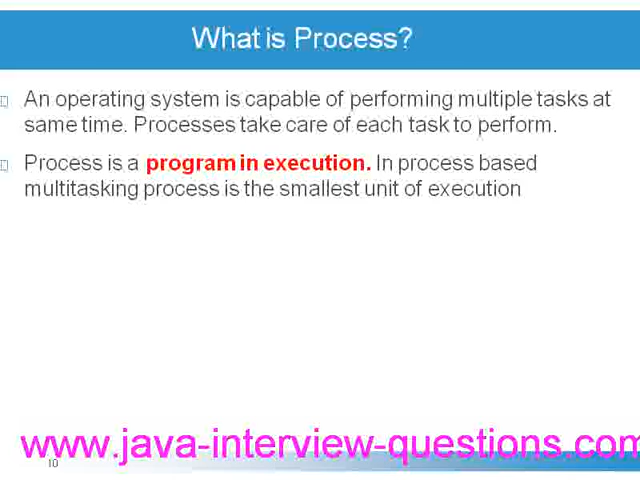 What is Process?
An operating system is capable of performing multiple tasks at
same time. Processes take care of each task to perform.
Process is a program in execution. In process based
multitasking process is the smallest unit of execution
www.java-interview-questions.com
10